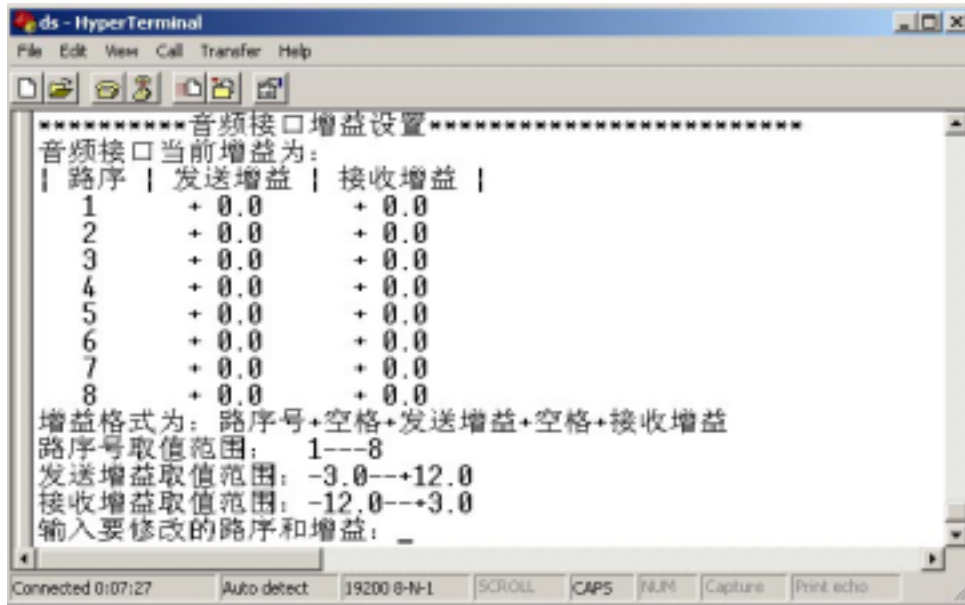 ds - HyperTerminal
File Edit View Call Transfer Help
**********音频接口增益设置*************************
音频接口当前增益为:
| 路序 | 发送增益 | 接收增益 |
1 + 0.0 + 0.0
2 + 0.0 + 0.0
3 + 0.0 + 0.0
4 + 0.0 + 0.0
5 + 0.0 + 0.0
6 + 0.0 + 0.0
7 + 0.0 + 0.0
8 + 0.0 + 0.0
增益格式为: 路序号+空格+发送增益+空格+接收增益
路序号取值范围: 1---8
发送增益取值范围: -3.0--+12.0
接收增益取值范围: -12.0--+3.0
输入要修改的路序和增益: _
Connected 0:07:27 Auto detect 19200 8-N-1 SCROLL CAPS NUM Capture Print echo